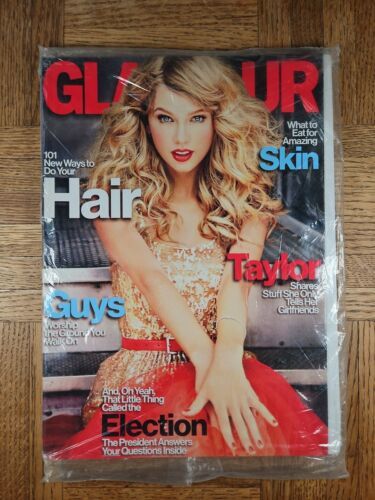 GLAMOUR
101
New Ways to
Do Your
Hair
What to
Eat for
Amazing
Skin
Taylor
Shares
Stuff She Only
Tells Her
Girlfriends
Guys
Worship
the Ground You
Walk On
And, Oh Yeah,
That Little Thing
Called the
Election
The President Answers
Your Questions Inside